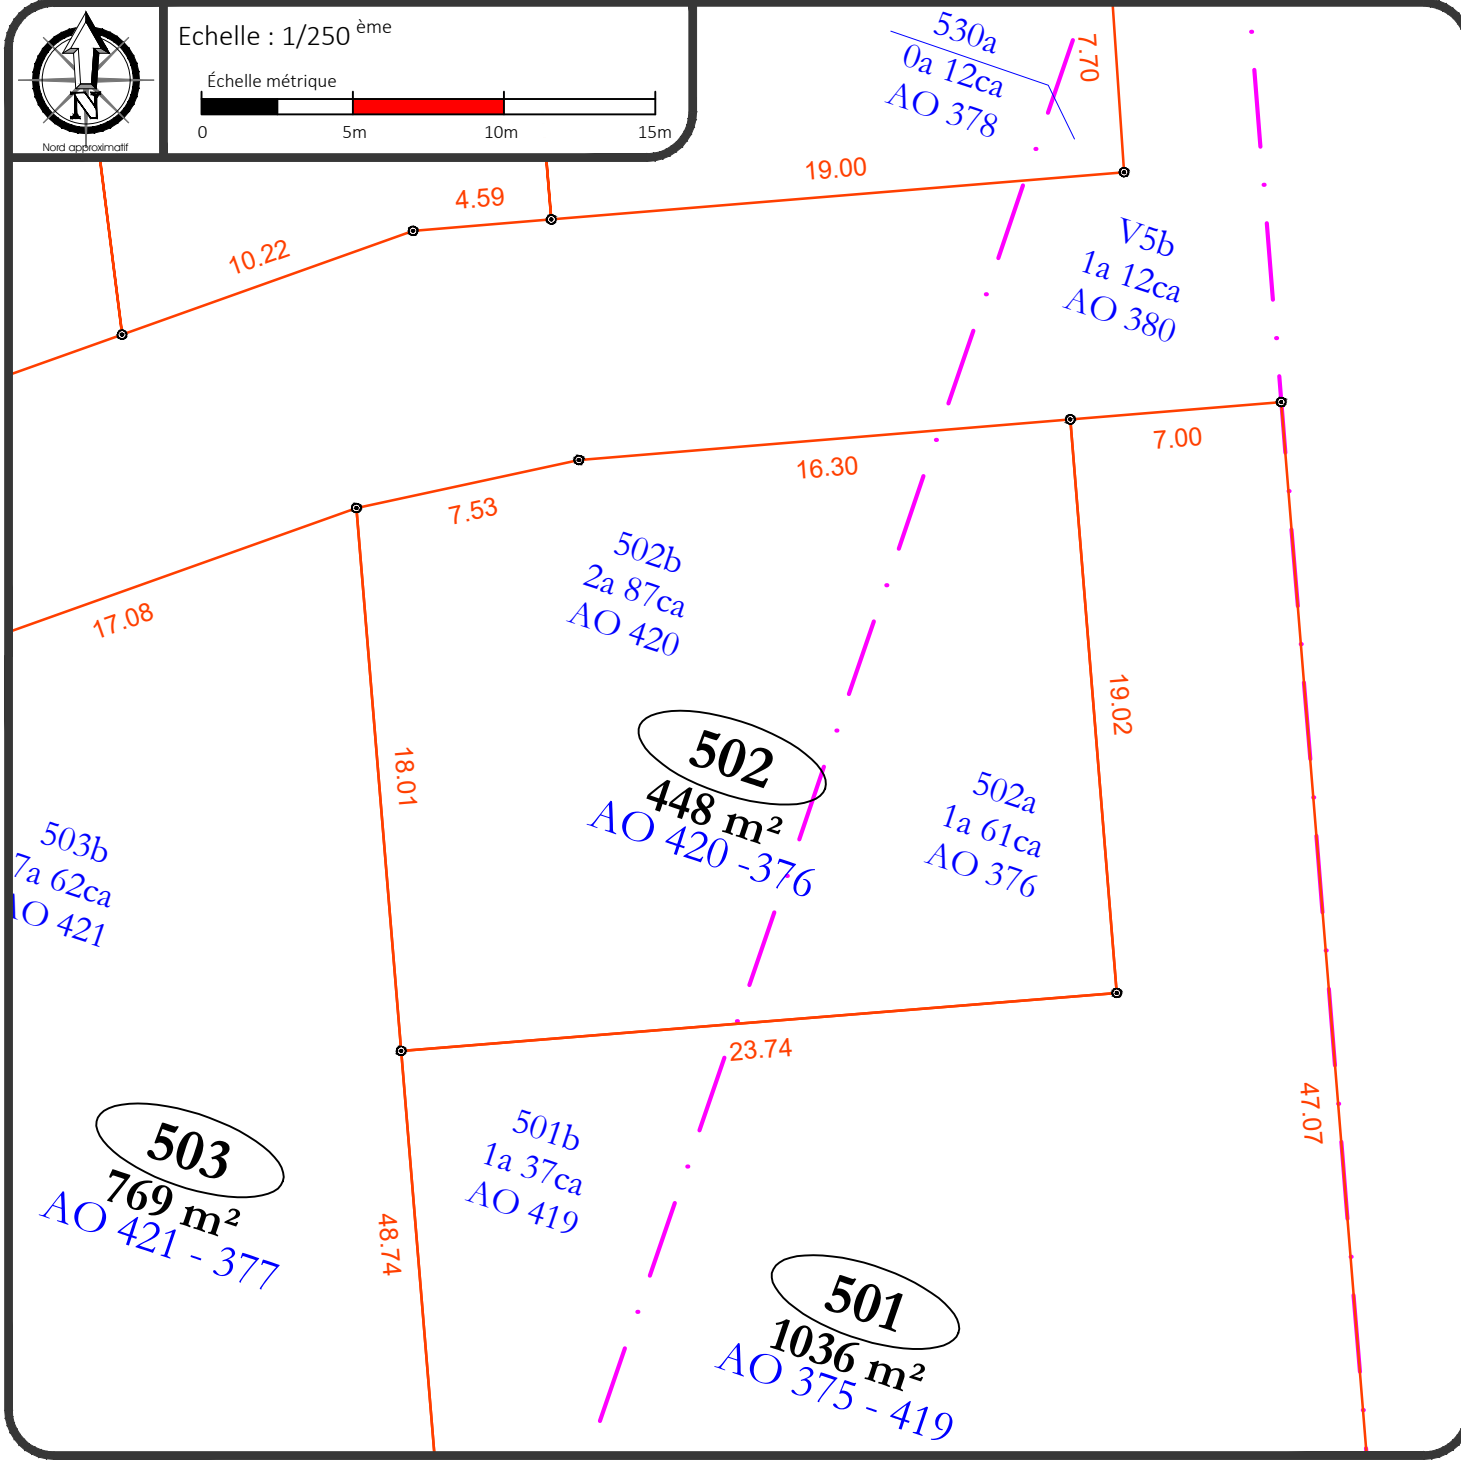 Echelle : 1/250 ème
Échelle métrique
0 5m 10m 15m
N
Nord approximatif
530a
0a 12ca
AO 378
7.70
19.00
4.59
10.22
V5b
1a 12ca
AO 380
7.00
16.30
7.53
17.08
502b
2a 87ca
AO 420
19.02
18.01
502
448 m²
AO 420 -376
502a
1a 61ca
AO 376
503b
7a 62ca
AO 421
23.74
47.07
501b
1a 37ca
AO 419
503
769 m²
AO 421 - 377
48.74
501
1036 m²
AO 375 - 419